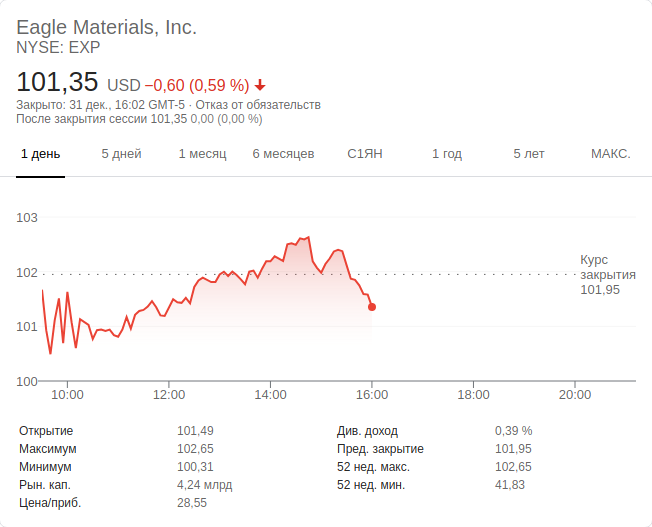 Eagle Materials, Inc.
NYSE: EXP
101,35 USD −0,60 (0,59 %)
Закрыто: 31 дек., 16:02 GMT-5 · Отказ от обязательств
После закрытия сессии 101,35 0,00 (0,00 %)
1 день 5 дней 1 месяц 6 месяцев С1ЯН 1 год 5 лет МАКС.
103
102
101
100
Курс
закрытия
101,95
10:00 12:00 14:00 16:00 18:00 20:00
Открытие 101,49 Див. доход 0,39 %
Максимум 102,65 Пред. закрытие 101,95
Минимум 100,31 52 нед. макс. 102,65
Рын. кап. 4,24 млрд 52 нед. мин. 41,83
Цена/приб. 28,55